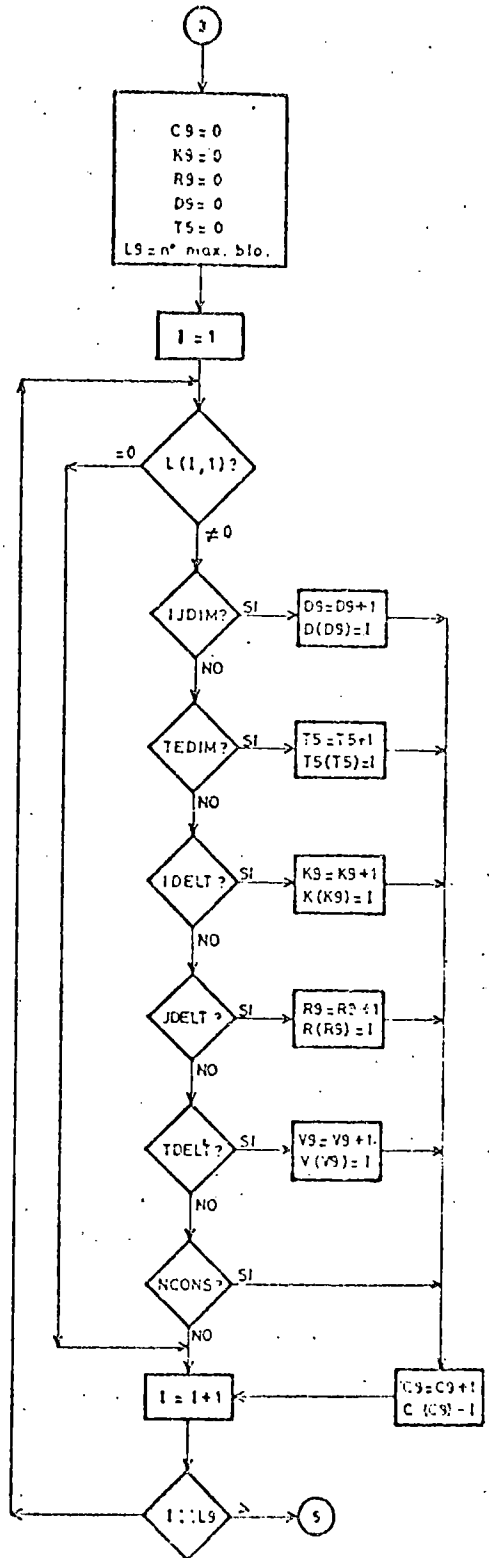 3
C9=0
K9=0
R9=0
D9=0
T5=0
L9=nº max. blo.
I=1
L(I,1)?
=0
≠0
IJDIM?
SI
D9=D9+1
D(D9)=I
NO
TEDIM?
SI
T5=T5+1
T5(T5)=I
NO
IDELT?
SI
K9=K9+1
K(K9)=I
NO
JDELT?
SI
R9=R9+1
R(R9)=I
NO
TDELT?
SI
V9=V9+1
V(V9)=I
NO
NCONS?
SI
NO
I=I+1
C9=C9+1
C(C9)=I
I::L9
>